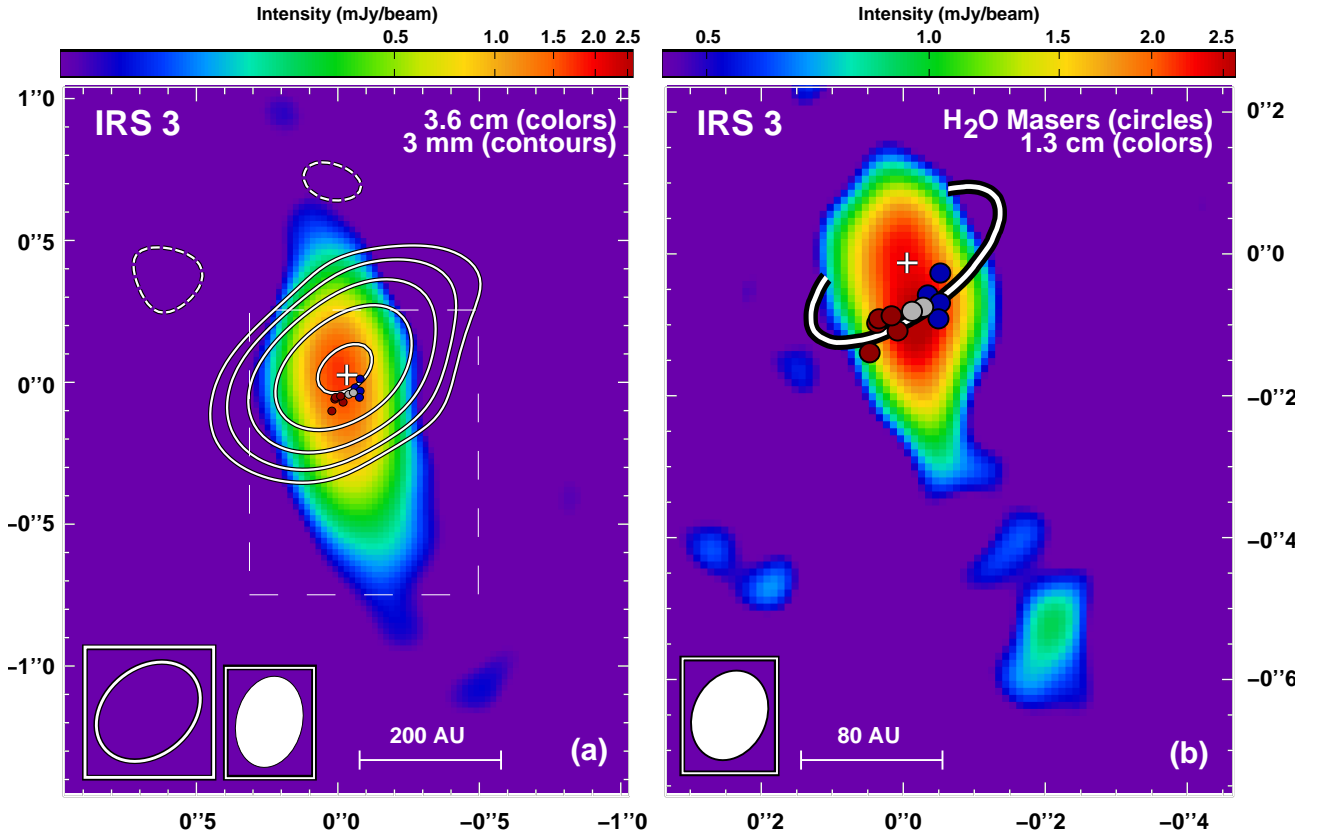 Intensity (mJy/beam)
0.5 1.0 1.5 2.0 2.5
IRS 3
3.6 cm (colors)
3 mm (contours)
1’’0
0’’5
0’’0
−0’’5
−1’’0
200 AU
(a)
0’’5 0’’0 −0’’5 −1’’0
Intensity (mJy/beam)
0.5 1.0 1.5 2.0 2.5
IRS 3
H2O Masers (circles)
1.3 cm (colors)
0’’2
0’’0
−0’’2
−0’’4
−0’’6
80 AU
(b)
0’’2 0’’0 −0’’2 −0’’4